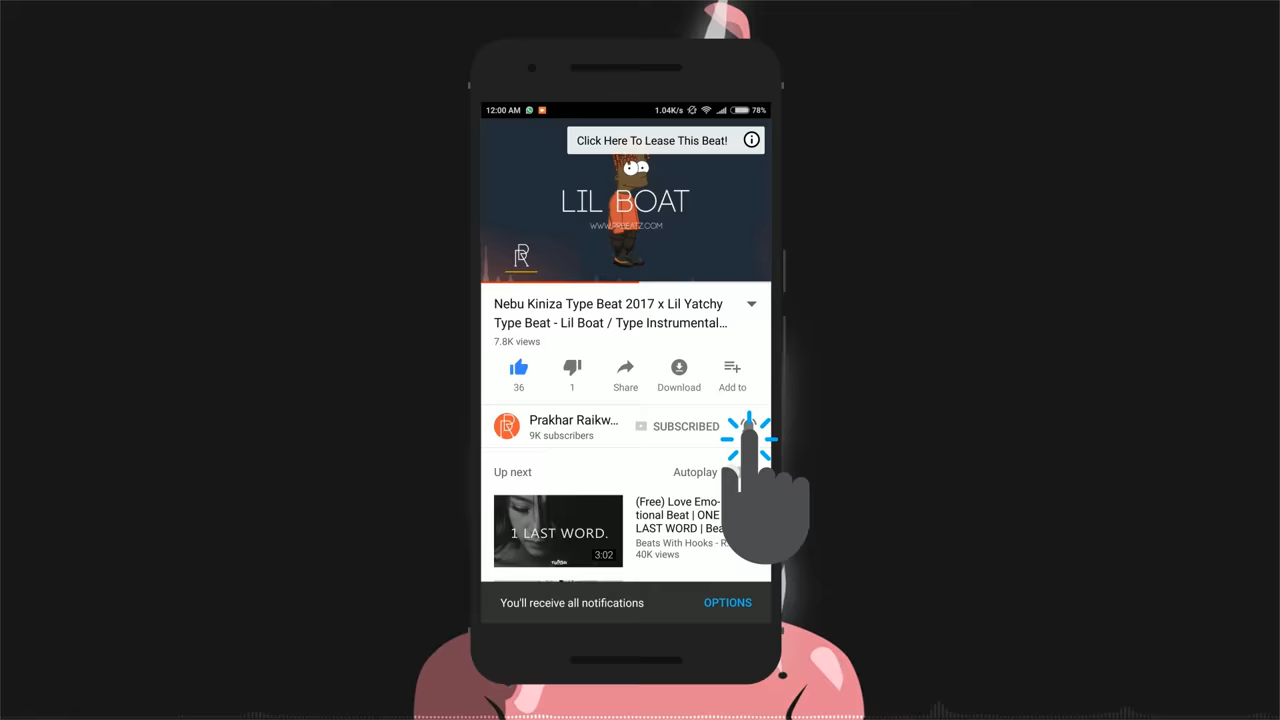 12:00 AM
1.04K/s
78%
Click Here To Lease This Beat!
LIL BOAT
WWW.PRBEATZ.COM
Nebu Kiniza Type Beat 2017 x Lil Yatchy
Type Beat - Lil Boat / Type Instrumental...
7.8K views
36
1
Share
Download
Add to
Prakhar Raikw...
9K subscribers
SUBSCRIBED
Up next
Autoplay
1 LAST WORD.
3:02
(Free) Love Emo-
tional Beat | ONE
LAST WORD | Bea
Beats With Hooks - R
40K views
You'll receive all notifications
OPTIONS